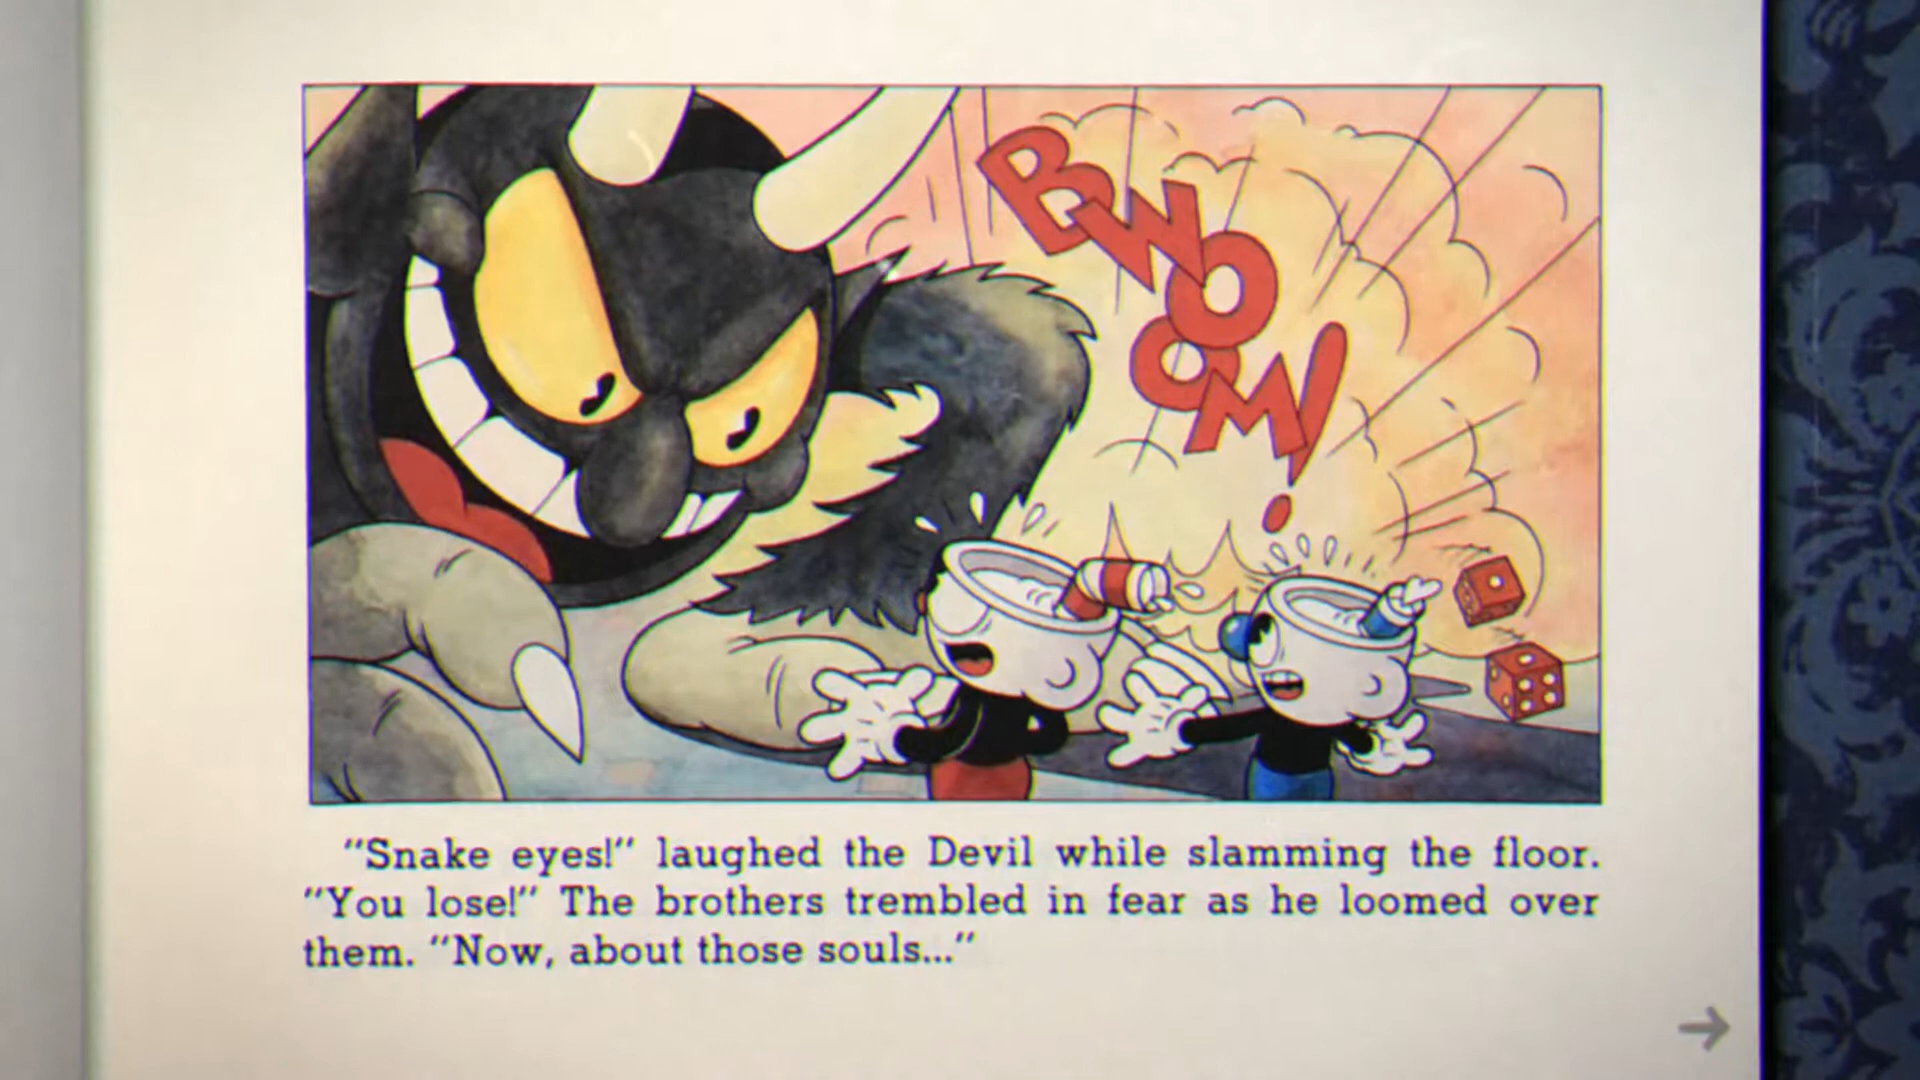 BWOOM!
“Snake eyes!” laughed the Devil while slamming the floor.
“You lose!” The brothers trembled in fear as he loomed over
them. “Now, about those souls...”